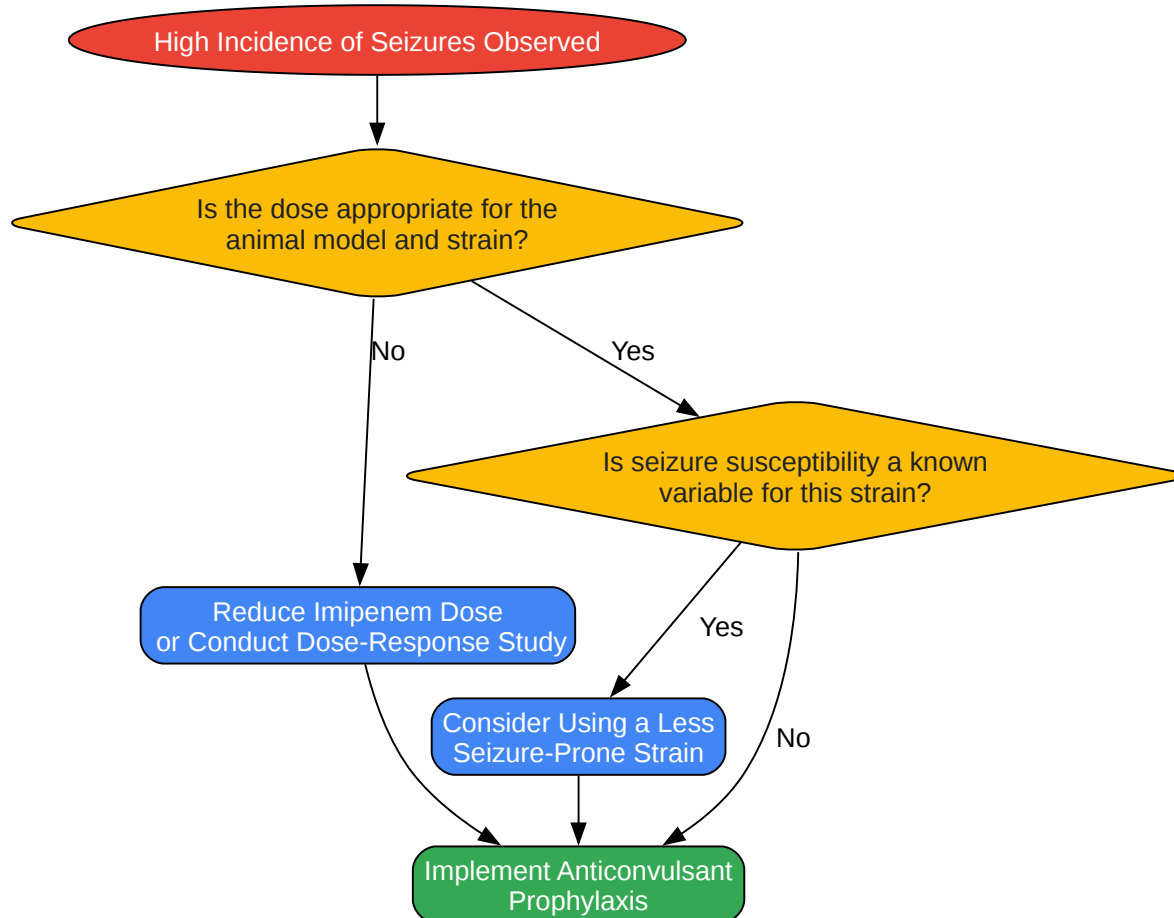 High Incidence of Seizures Observed
Is the dose appropriate for the
animal model and strain?
No
Yes
Is seizure susceptibility a known
variable for this strain?
Reduce Imipenem Dose
or Conduct Dose-Response Study
Yes
Consider Using a Less
Seizure-Prone Strain
No
Implement Anticonvulsant
Prophylaxis